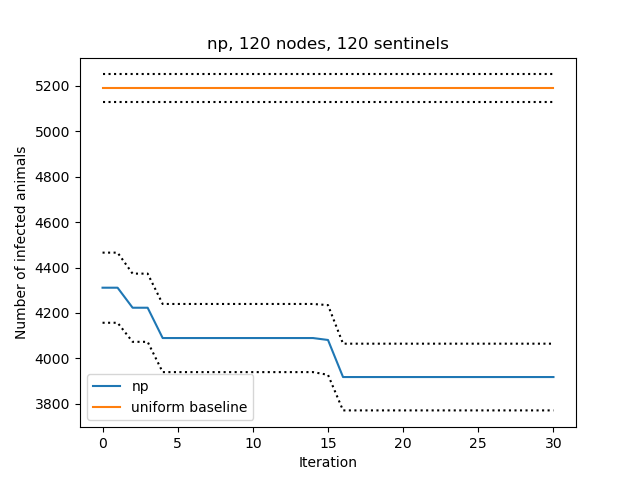 np, 120 nodes, 120 sentinels
Number of infected animals
5200
5000
4800
4600
4400
4200
4000
3800
np
uniform baseline
0 5 10 15 20 25 30
Iteration